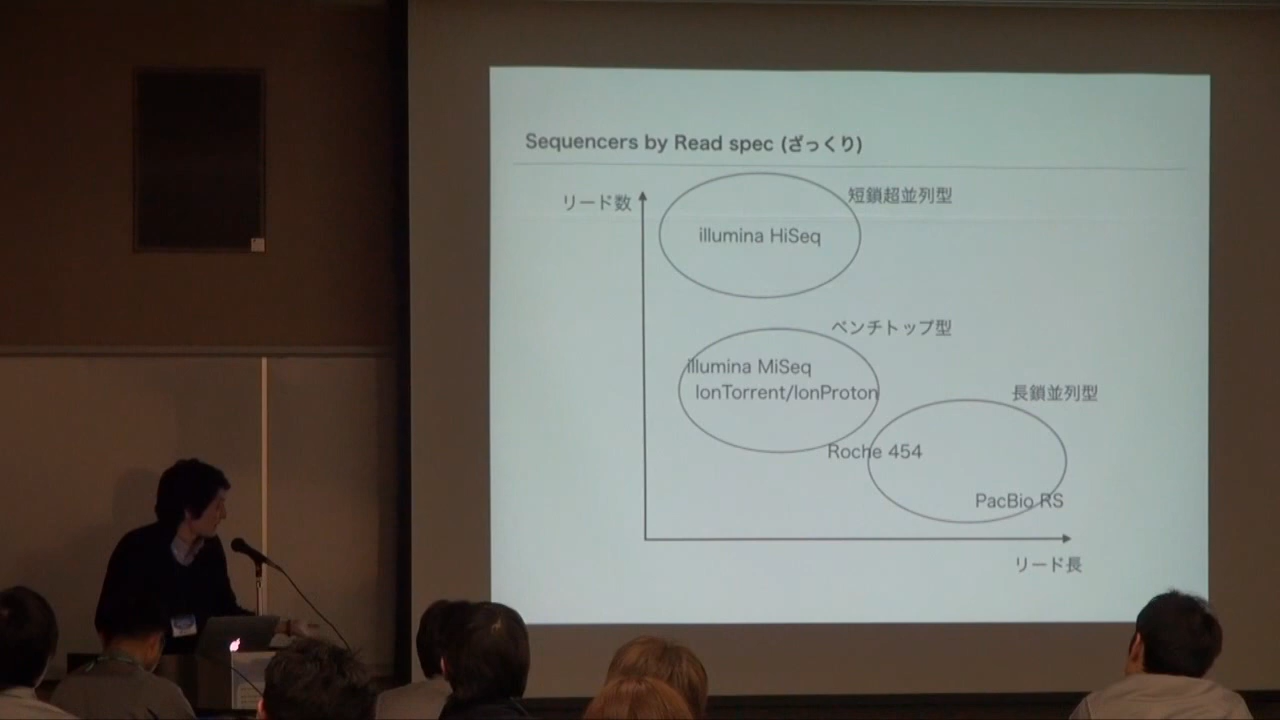 Sequencers by Read spec (ざっくり)
リード数
短鎖超並列型
illumina HiSeq
ベンチトップ型
illumina MiSeq
IonTorrent/IonProton
長鎖並列型
Roche 454
PacBio RS
リード長